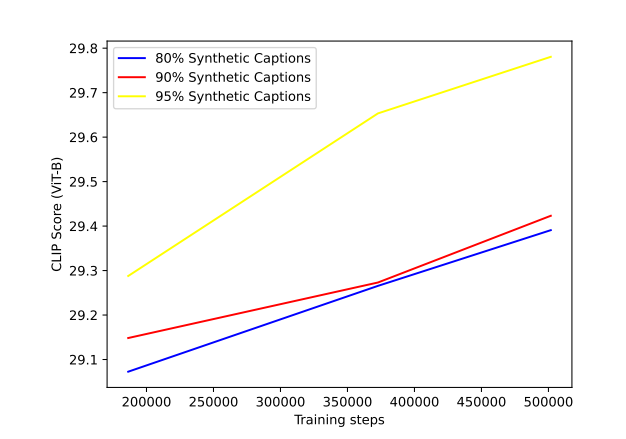 29.8
29.7
29.6
29.5
29.4
29.3
29.2
29.1
CLIP Score (ViT-B)
80% Synthetic Captions
90% Synthetic Captions
95% Synthetic Captions
200000 250000 300000 350000 400000 450000 500000
Training steps